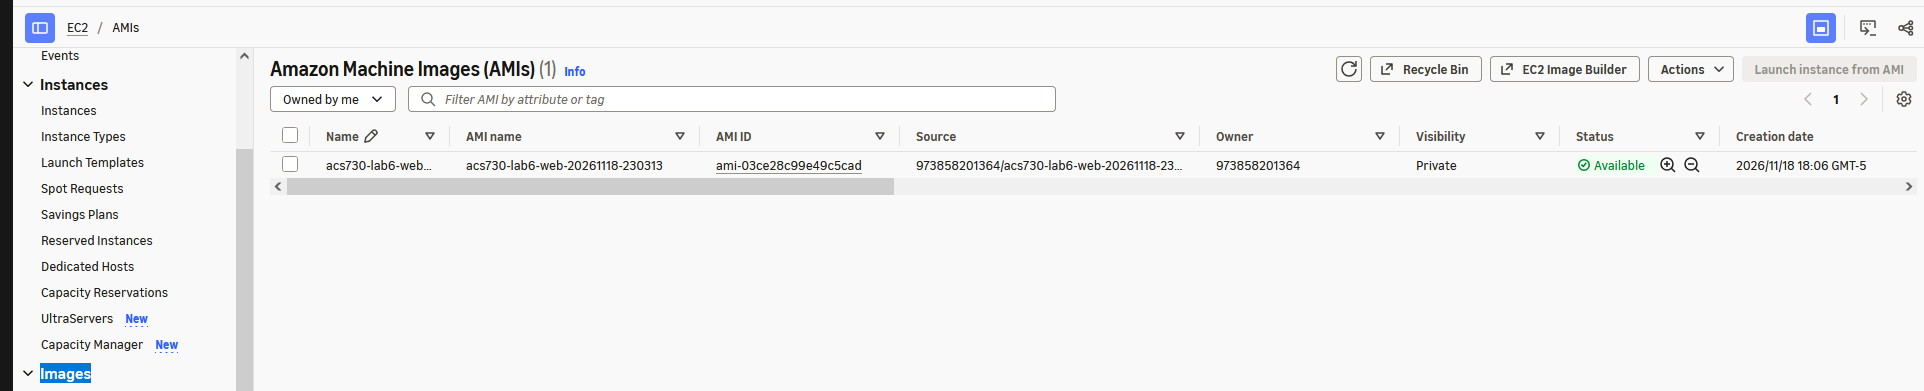 EC2 / AMIs
Events
Instances
Instances
Instance Types
Launch Templates
Spot Requests
Savings Plans
Reserved Instances
Dedicated Hosts
Capacity Reservations
UltraServers New
Capacity Manager New
Images
Amazon Machine Images (AMIs) (1) Info
Recycle Bin EC2 Image Builder Actions Launch instance from AMI
Owned by me Filter AMI by attribute or tag 1
Name AMI name AMI ID Source Owner Visibility Status Creation date
acs730-lab6-web... acs730-lab6-web-20261118-230313 ami-03ce28c99e49c5cad 973858201364/acs730-lab6-web-20261118-23... 973858201364 Private Available 2026/11/18 18:06 GMT-5